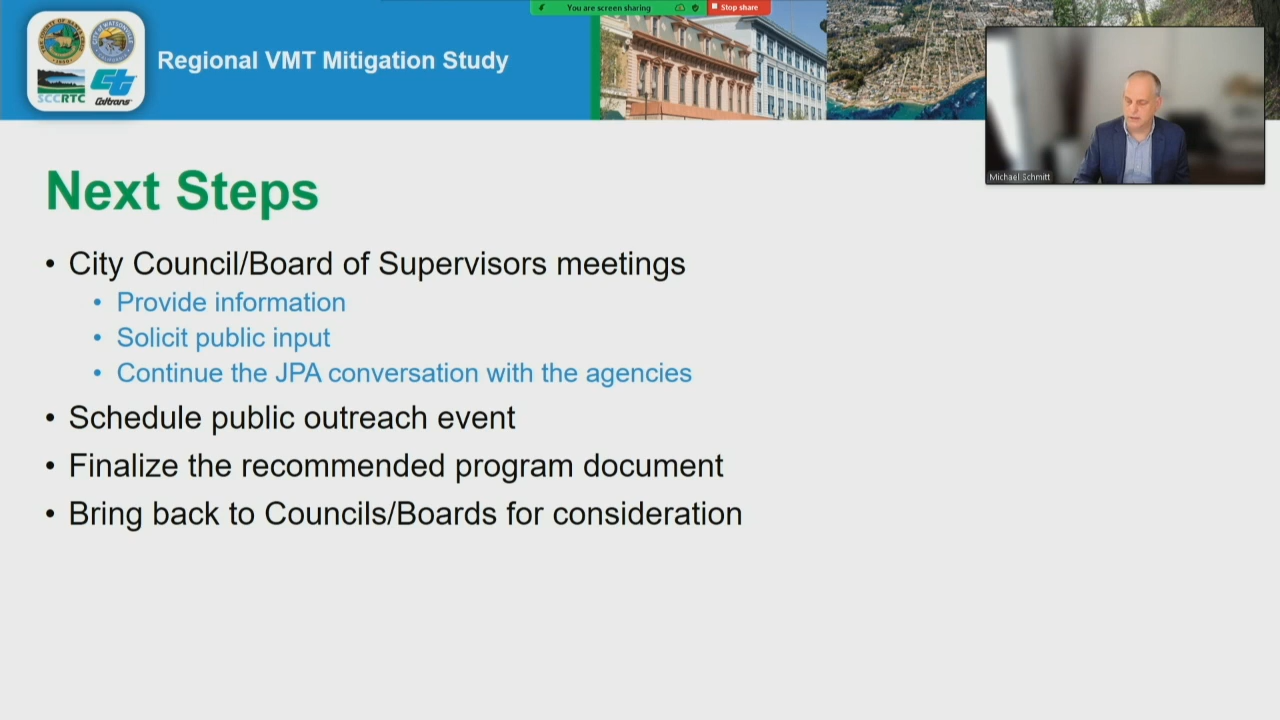 You are screen sharing
Stop share
Regional VMT Mitigation Study
SCCRTC
Caltrans
Michael Schmitt
Next Steps
• City Council/Board of Supervisors meetings
• Provide information
• Solicit public input
• Continue the JPA conversation with the agencies
• Schedule public outreach event
• Finalize the recommended program document
• Bring back to Councils/Boards for consideration